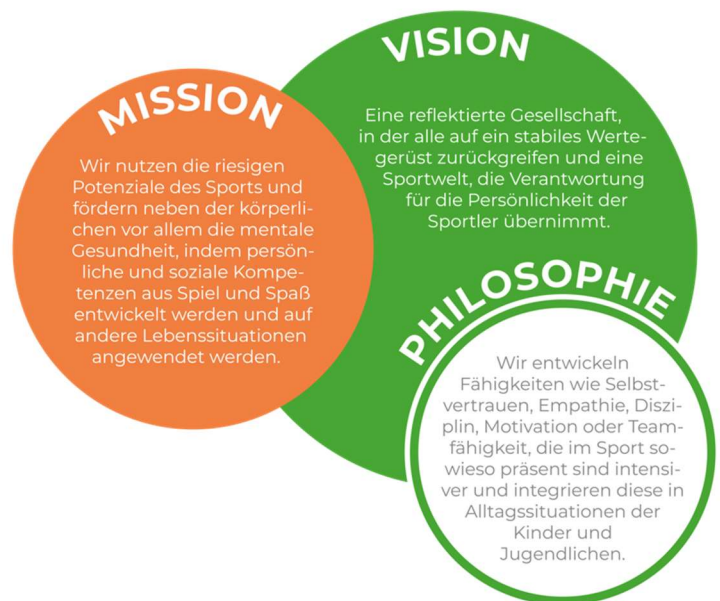 MISSION
Wir nutzen die riesigen
Potenziale des Sports und
fördern neben der körperli-
chen vor allem die mentale
Gesundheit, indem persön-
liche und soziale Kompe-
tenzen aus Spiel und Spaß
entwickelt werden und auf
andere Lebenssituationen
angewendet werden.
VISION
Eine reflektierte Gesellschaft,
in der alle auf ein stabiles Werte-
gerüst zurückgreifen und eine
Sportwelt, die Verantwortung
für die Persönlichkeit der
Sportler übernimmt.
PHILOSOPHIE
Wir entwickeln
Fähigkeiten wie Selbst-
vertrauen, Empathie, Diszi-
plin, Motivation oder Team-
fähigkeit, die im Sport so-
wieso präsent sind intensi-
ver und integrieren diese in
Alltagssituationen der
Kinder und
Jugendlichen.